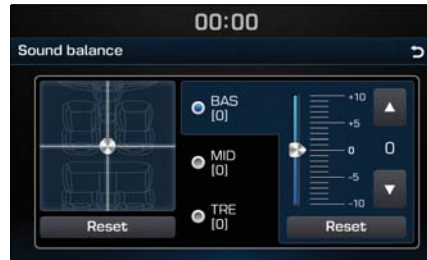 00:00
Sound balance
BAS
[0]
MID
[0]
TRE
[0]
+10
+5
0
-5
-10
0
Reset
Reset